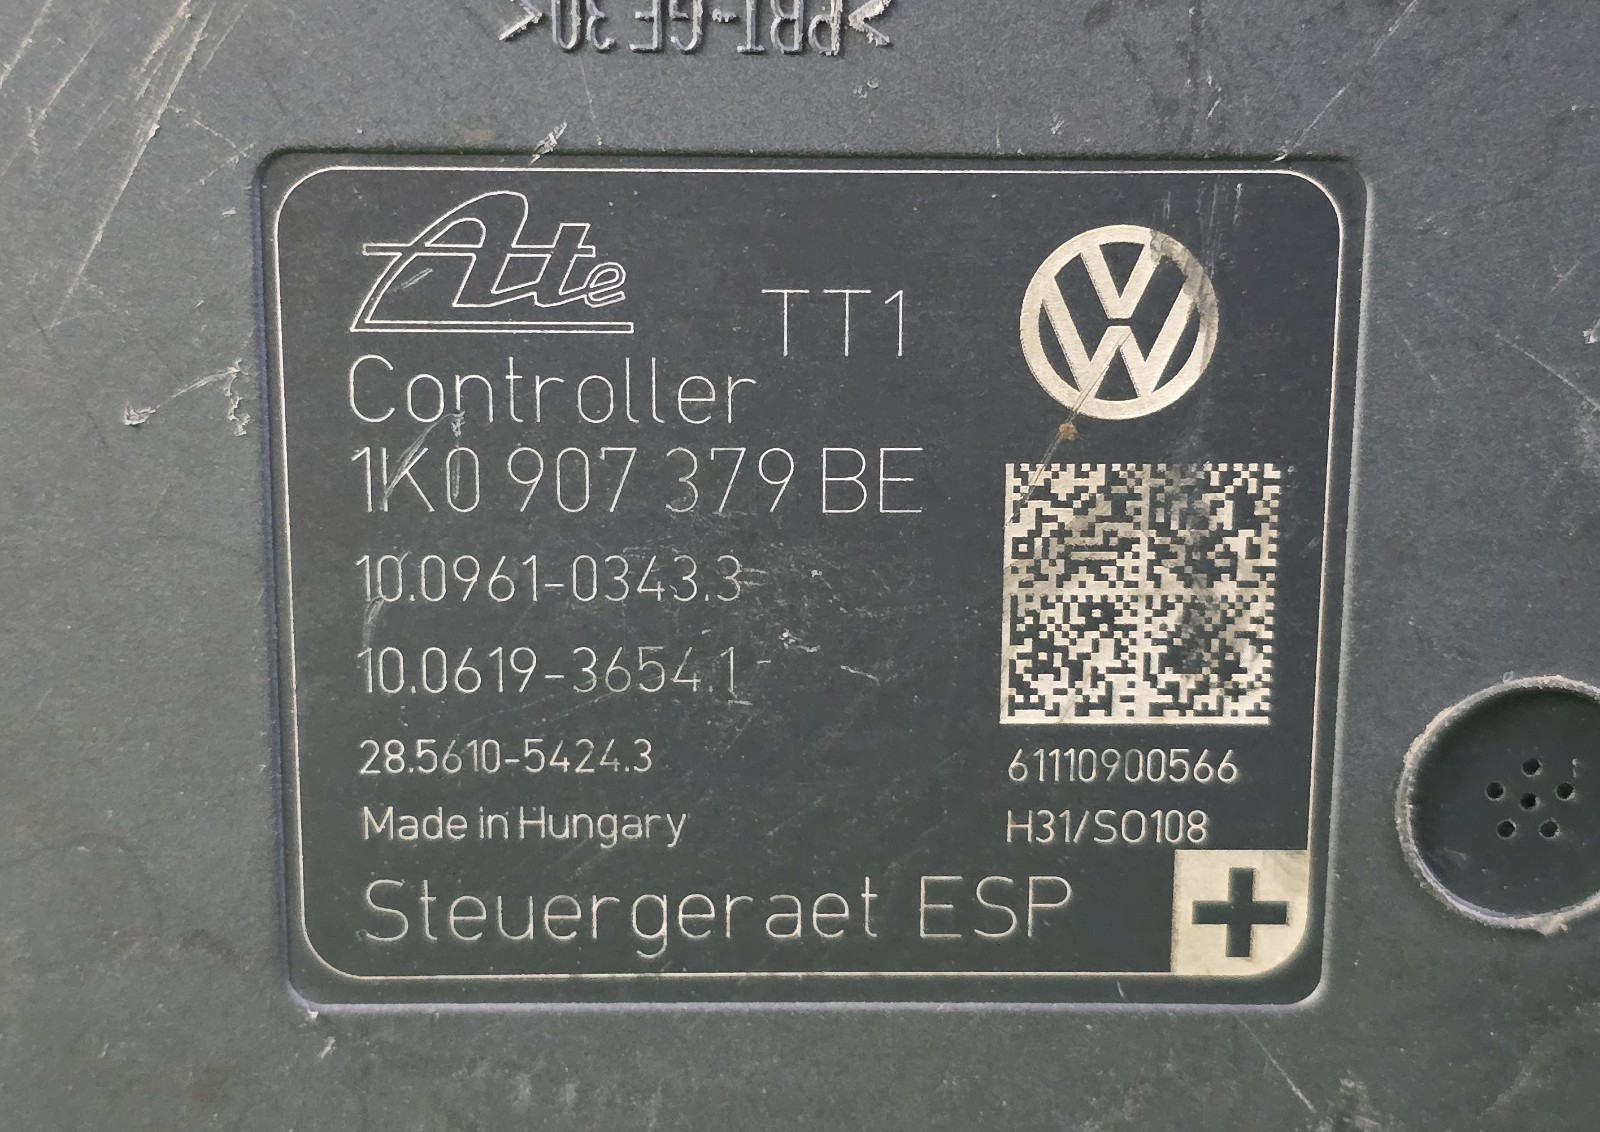 >PBT-GF30<
Ate
TT1
Controller
1K0 907 379 BE
10.0961-0343.3
10.0619-3654.1
28.5610-5424.3
61110900566
Made in Hungary
H31/SO108
Steuergeraet ESP